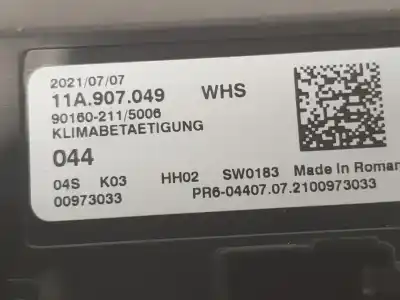 2021/07/07
11A.907.049 WHS
90160-211/5006
KLIMABETAETIGUNG
044
04S K03 HH02 SW0183 Made in Roman
00973033 PR6-04407.07.2100973033